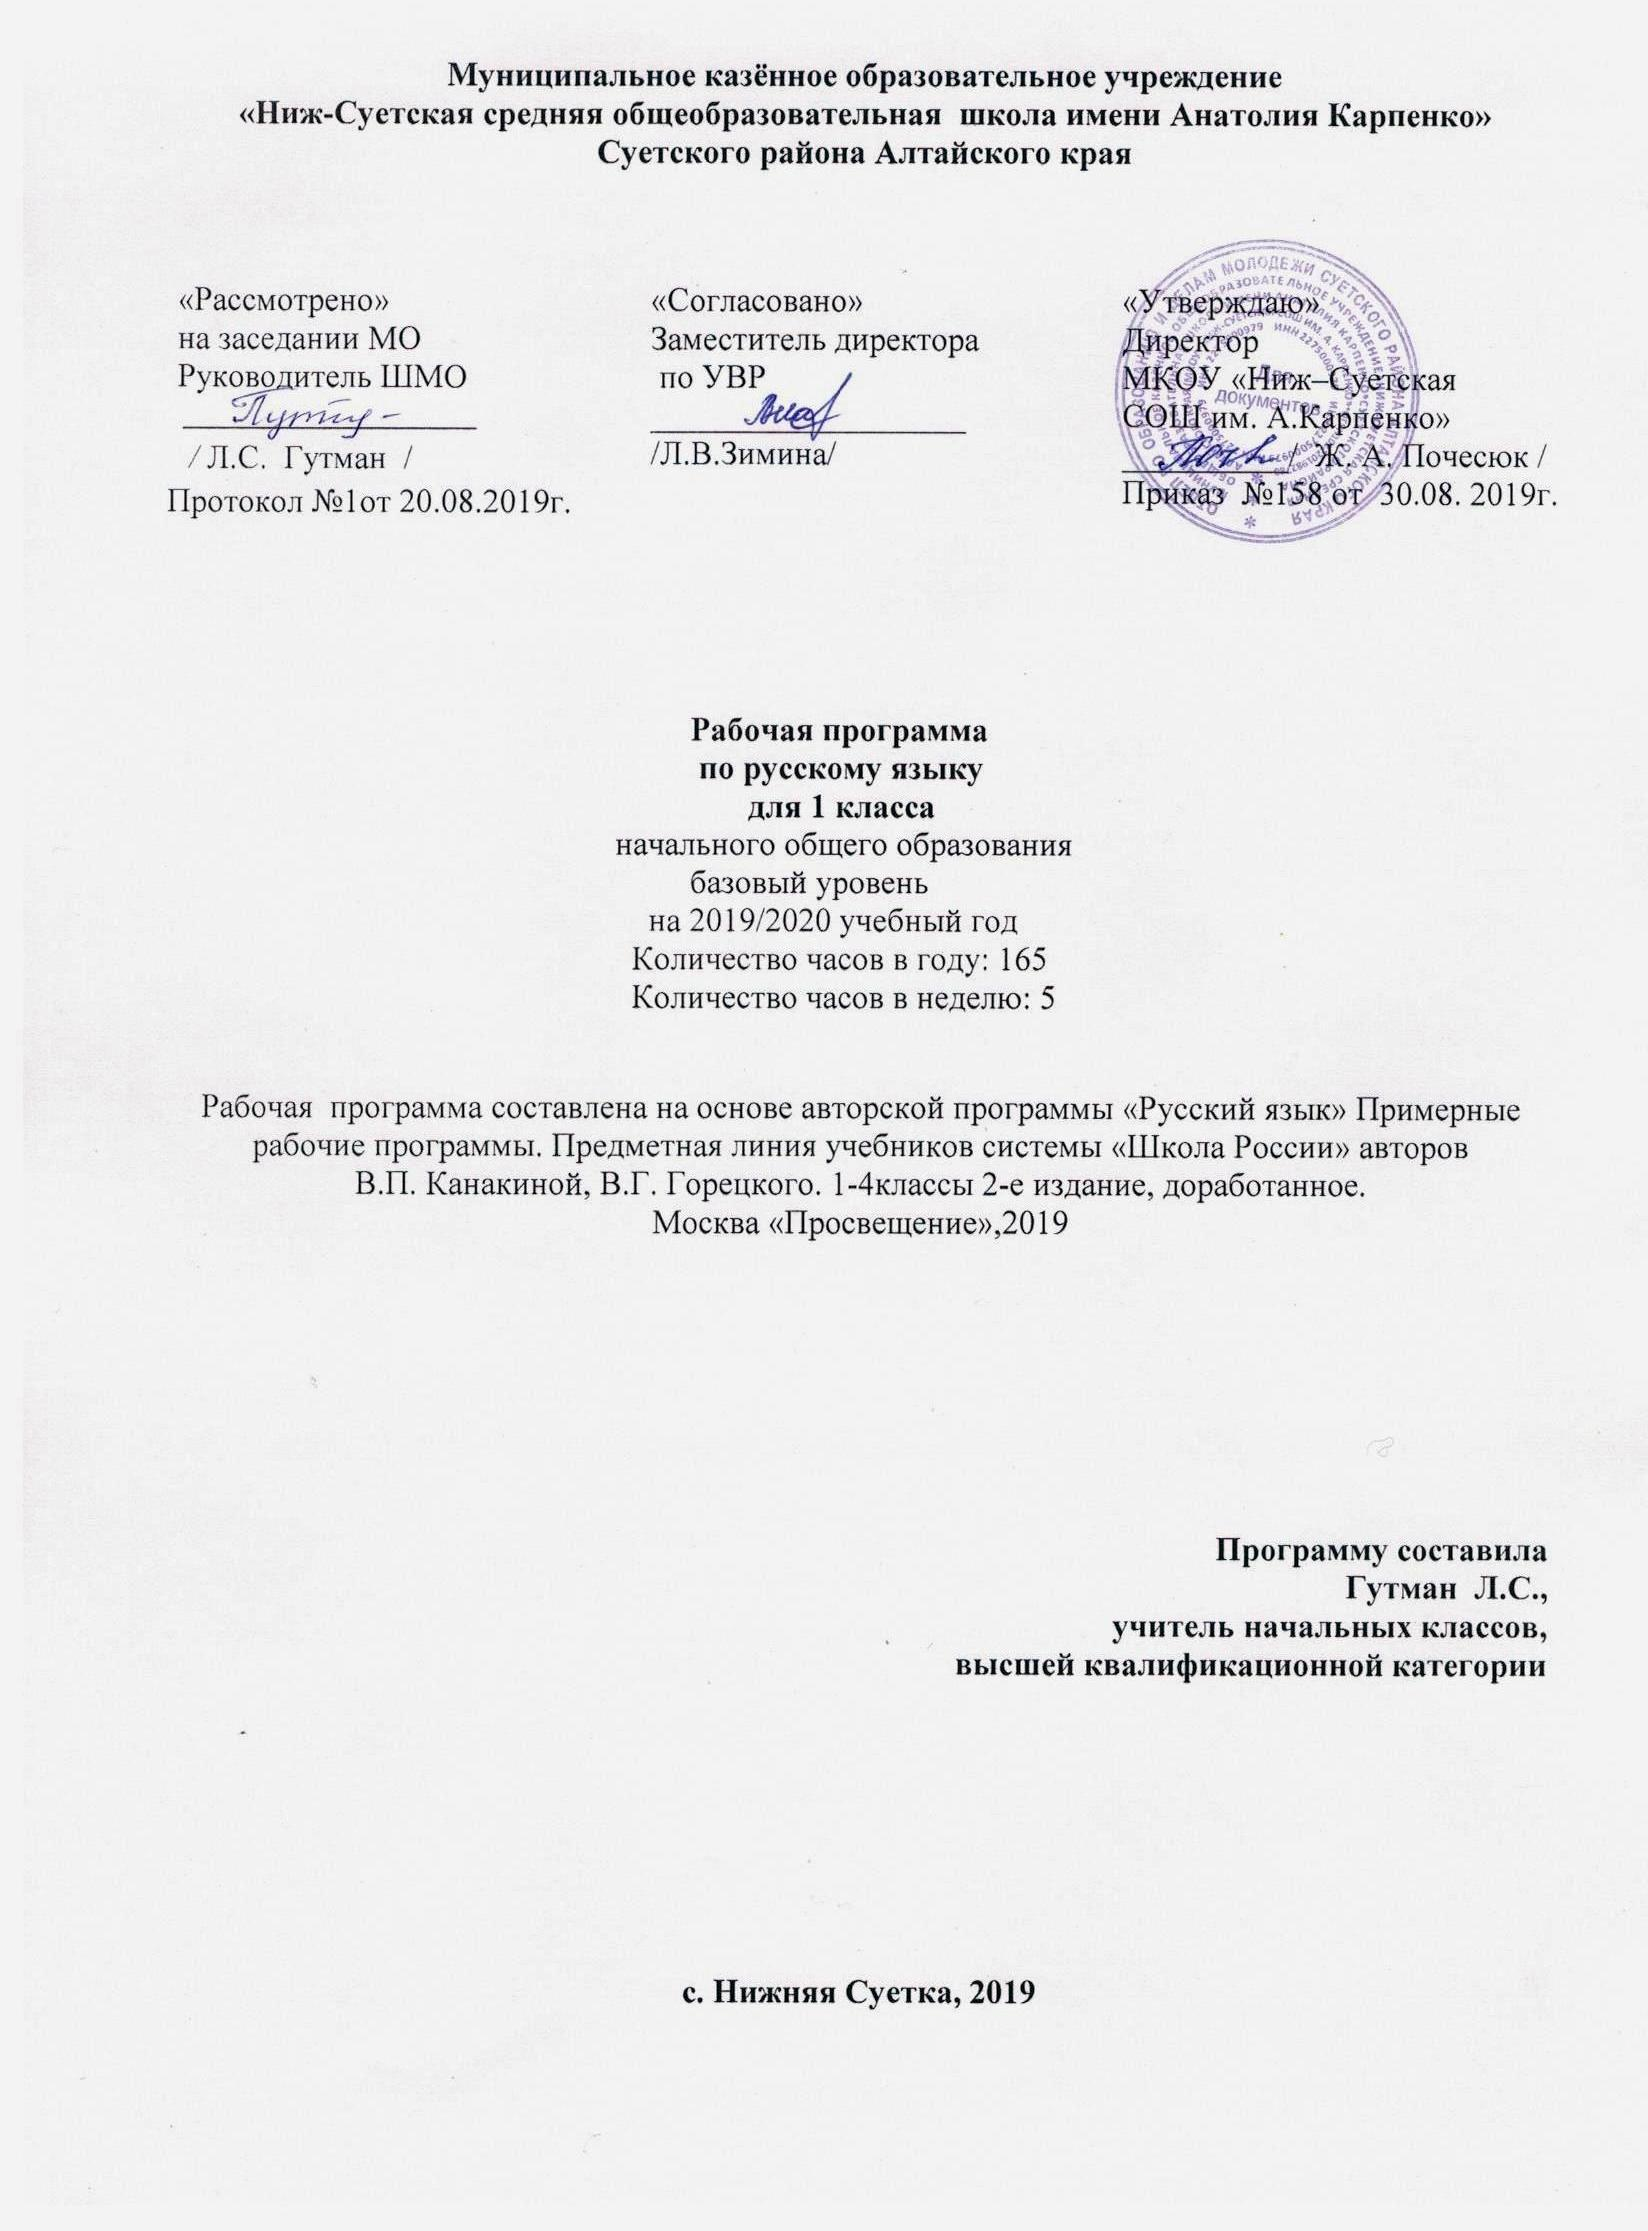 Муниципальное казённое образовательное учреждение
«Ниж-Суетская средняя общеобразовательная школа имени Анатолия Карпенко»
Суетского района Алтайского края
«Рассмотрено»
на заседании МО
Руководитель ШМО
/ Л.С. Гутман /
Протокол №1от 20.08.2019г.
«Согласовано»
Заместитель директора
по УВР
/Л.В.Зимина/
«Утверждаю»
Директор
МКОУ «Ниж–Суетская
СОШ им. А.Карпенко»
/ Ж. А. Почесюк /
Приказ №158 от 30.08. 2019г.
Для
документов
Рабочая программа
по русскому языку
для 1 класса
начального общего образования
базовый уровень
на 2019/2020 учебный год
Количество часов в году: 165
Количество часов в неделю: 5
Рабочая программа составлена на основе авторской программы «Русский язык» Примерные
рабочие программы. Предметная линия учебников системы «Школа России» авторов
В.П. Канакиной, В.Г. Горецкого. 1-4классы 2-е издание, доработанное.
Москва «Просвещение»,2019
Программу составила
Гутман Л.С.,
учитель начальных классов,
высшей квалификационной категории
с. Нижняя Суетка, 2019